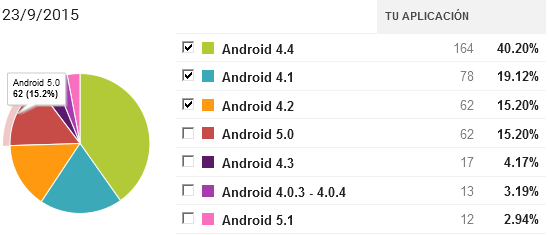 23/9/2015
TU APLICACIÓN
Android 5.0
62 (15.2%)
Android 4.4 164 40.20%
Android 4.1 78 19.12%
Android 4.2 62 15.20%
Android 5.0 62 15.20%
Android 4.3 17 4.17%
Android 4.0.3 - 4.0.4 13 3.19%
Android 5.1 12 2.94%